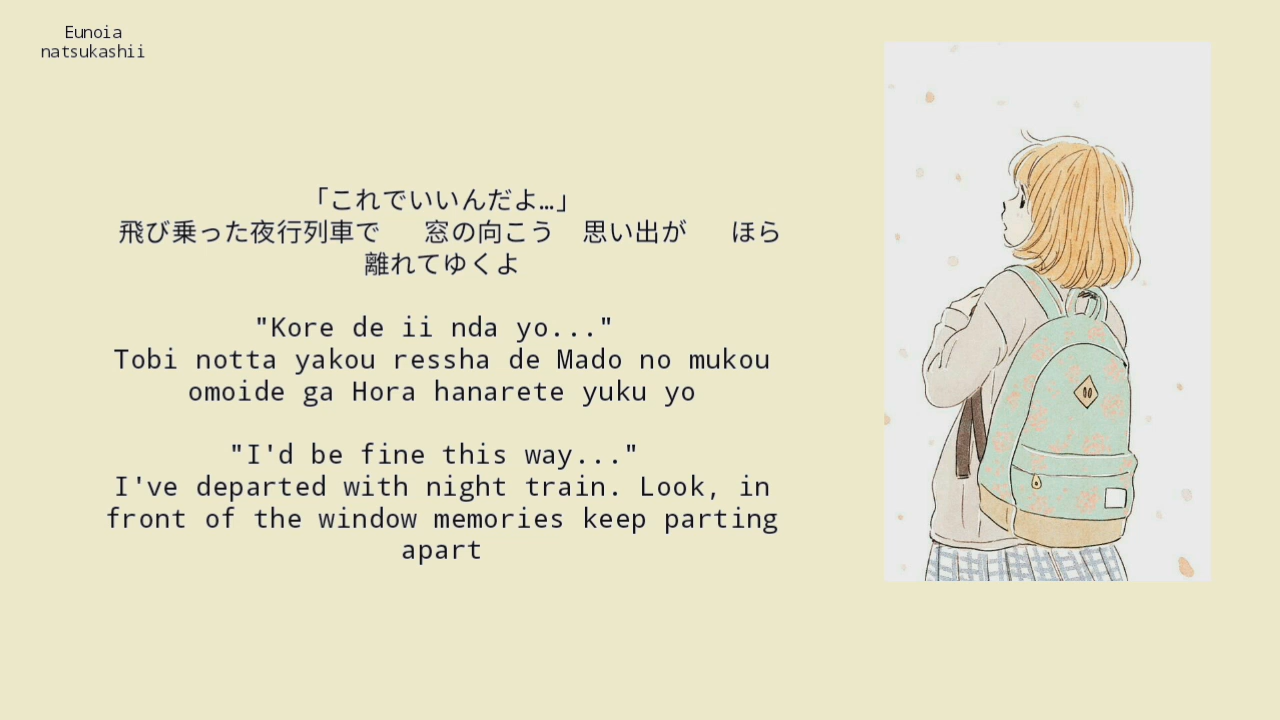 Eunoia
natsukashii
「これでいいんだよ…」
飛び乗った夜行列車で　窓の向こう　思い出が　ほら
離れてゆくよ
"Kore de ii nda yo..."
Tobi notta yakou ressha de Mado no mukou
omoide ga Hora hanarete yuku yo
"I'd be fine this way..."
I've departed with night train. Look, in
front of the window memories keep parting
apart